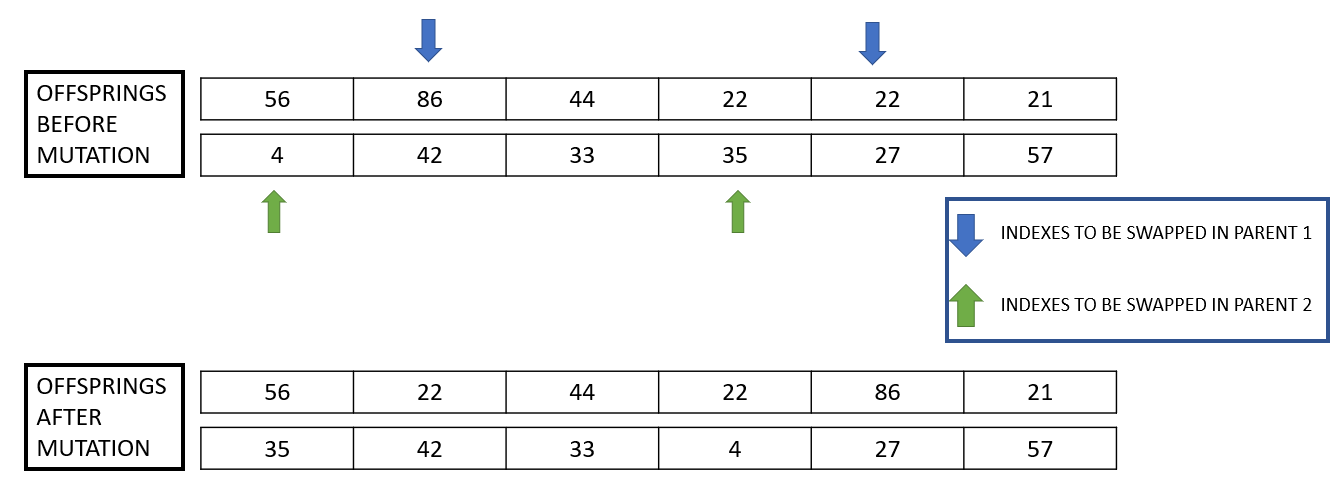 OFFSPRINGS
BEFORE
MUTATION
56 86 44 22 22 21
4 42 33 35 27 57
INDEXES TO BE SWAPPED IN PARENT 1
INDEXES TO BE SWAPPED IN PARENT 2
OFFSPRINGS
AFTER
MUTATION
56 22 44 22 86 21
35 42 33 4 27 57